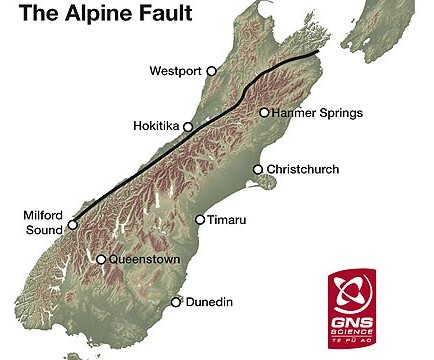 The Alpine Fault
Westport
Hanmer Springs
Hokitika
Christchurch
Milford
Sound
Timaru
Queenstown
Dunedin
GNS
SCIENCE
TE PŪ AO